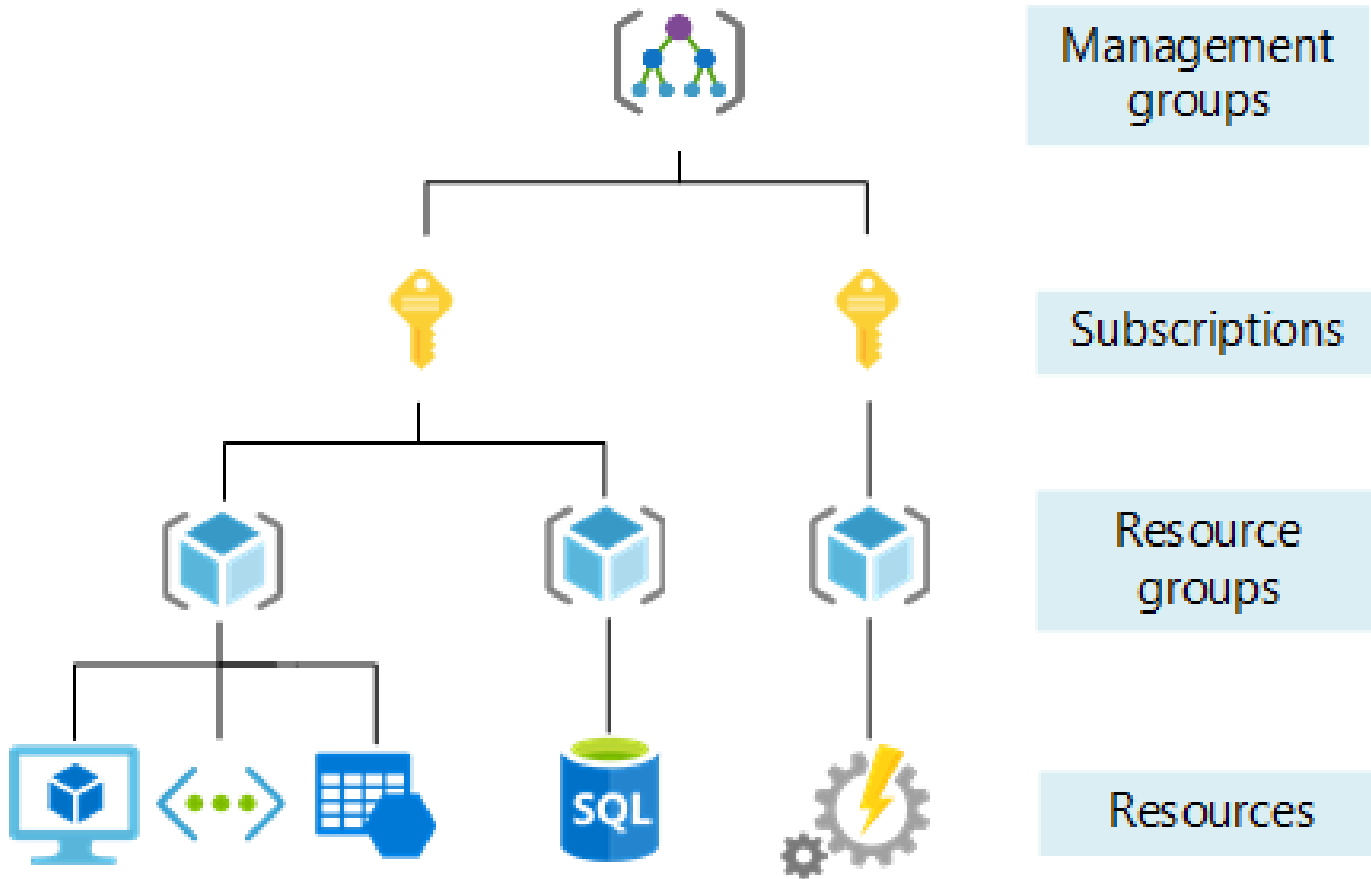 Management
groups
Subscriptions
Resource
groups
SQL
Resources